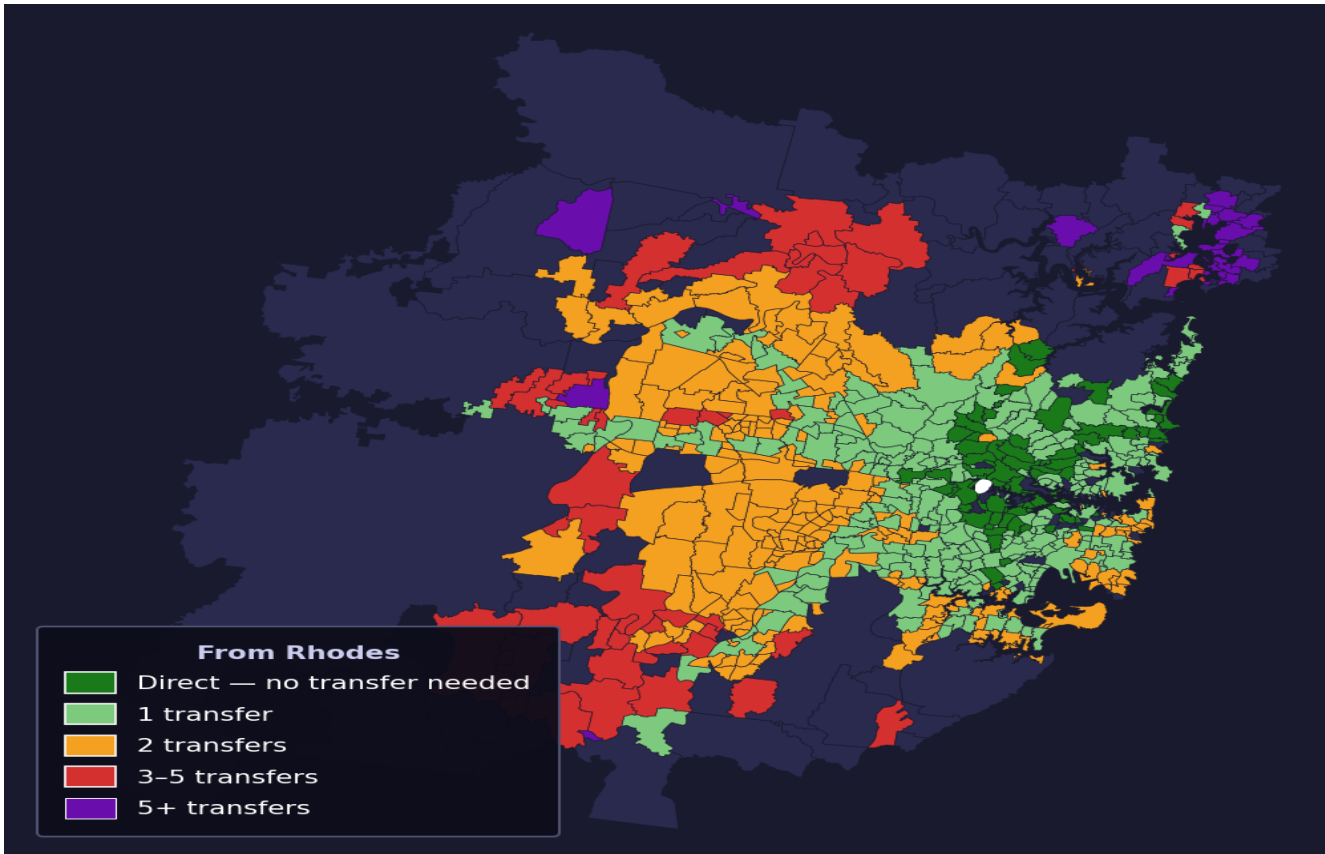 From Rhodes
Direct — no transfer needed
1 transfer
2 transfers
3–5 transfers
5+ transfers